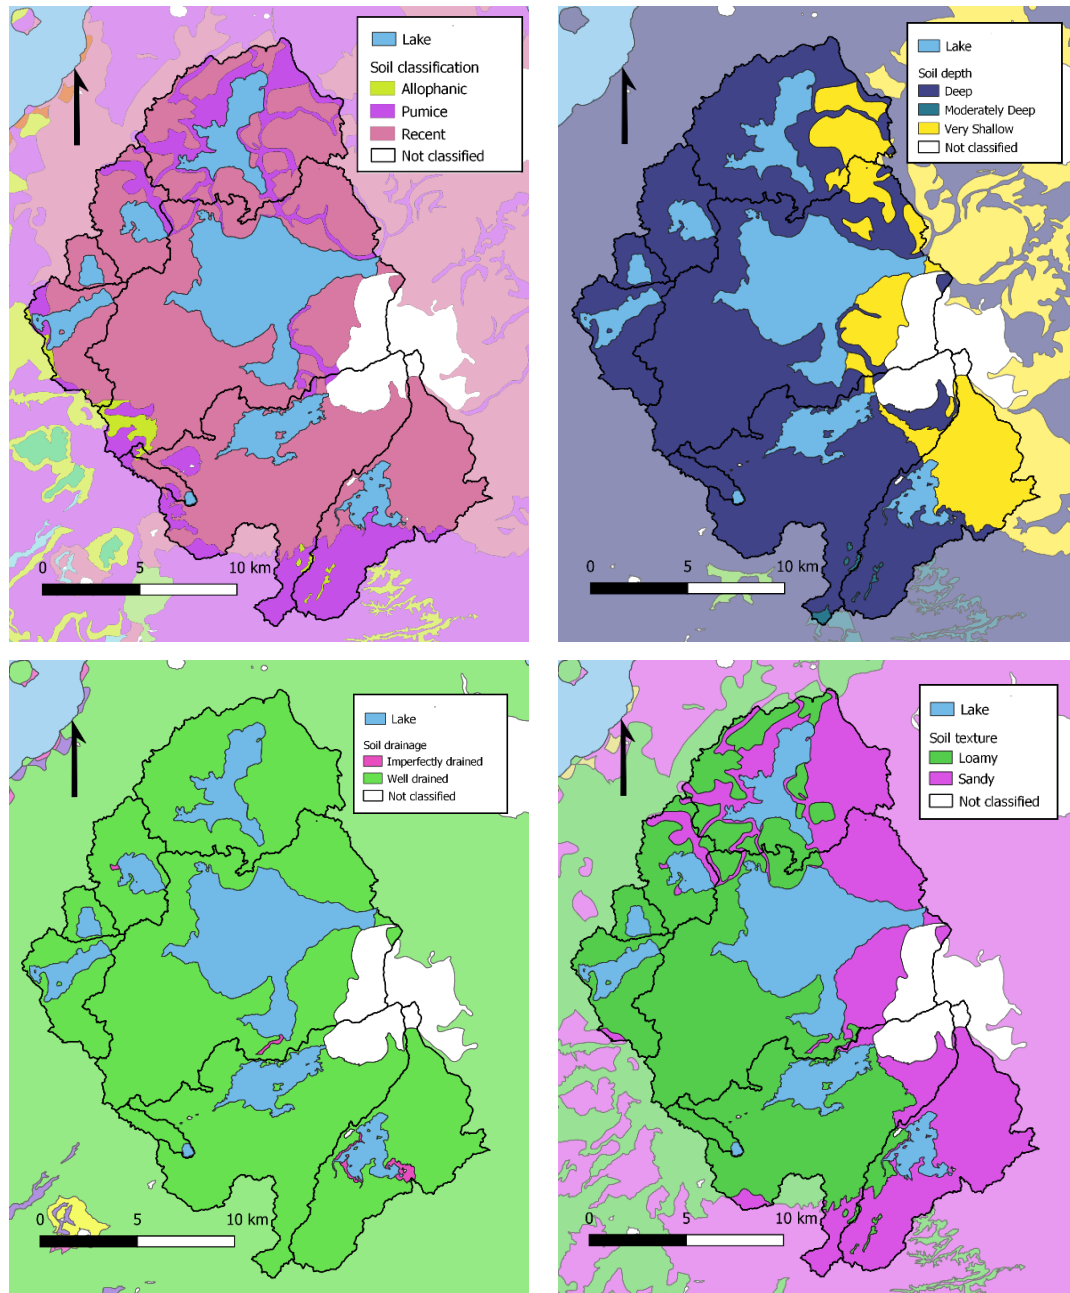 Lake
Soil classification
Allophanic
Pumice
Recent
Not classified
0 5 10 km
Lake
Soil depth
Deep
Moderately Deep
Very Shallow
Not classified
0 5 10 km
Lake
Soil drainage
Imperfectly drained
Well drained
Not classified
0 5 10 km
Lake
Soil texture
Loamy
Sandy
Not classified
0 5 10 km